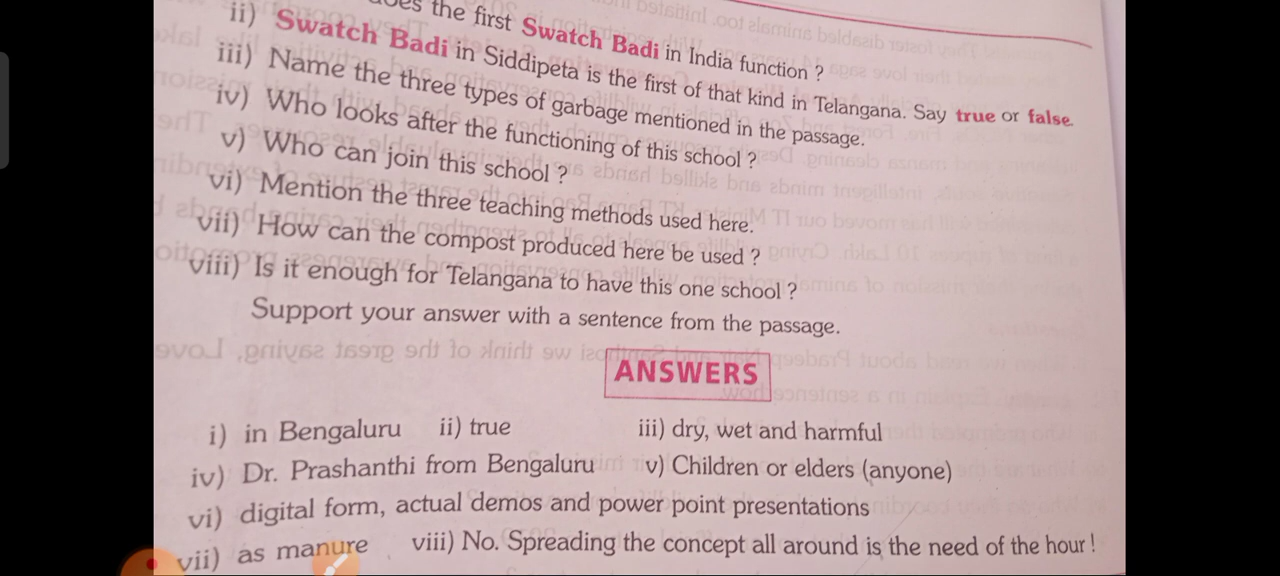 the first Swatch Badi in India function ?
ii) Swatch Badi in Siddipeta is the first of that kind in Telangana. Say true or false.
iii) Name the three types of garbage mentioned in the passage.
iv) Who looks after the functioning of this school ?
v) Who can join this school ?
vi) Mention the three teaching methods used here.
vii) How can the compost produced here be used ?
viii) Is it enough for Telangana to have this one school ?
Support your answer with a sentence from the passage.
ANSWERS
i) in Bengaluru ii) true iii) dry, wet and harmful
iv) Dr. Prashanthi from Bengaluru v) Children or elders (anyone)
vi) digital form, actual demos and power point presentations
vii) as manure viii) No. Spreading the concept all around is the need of the hour !